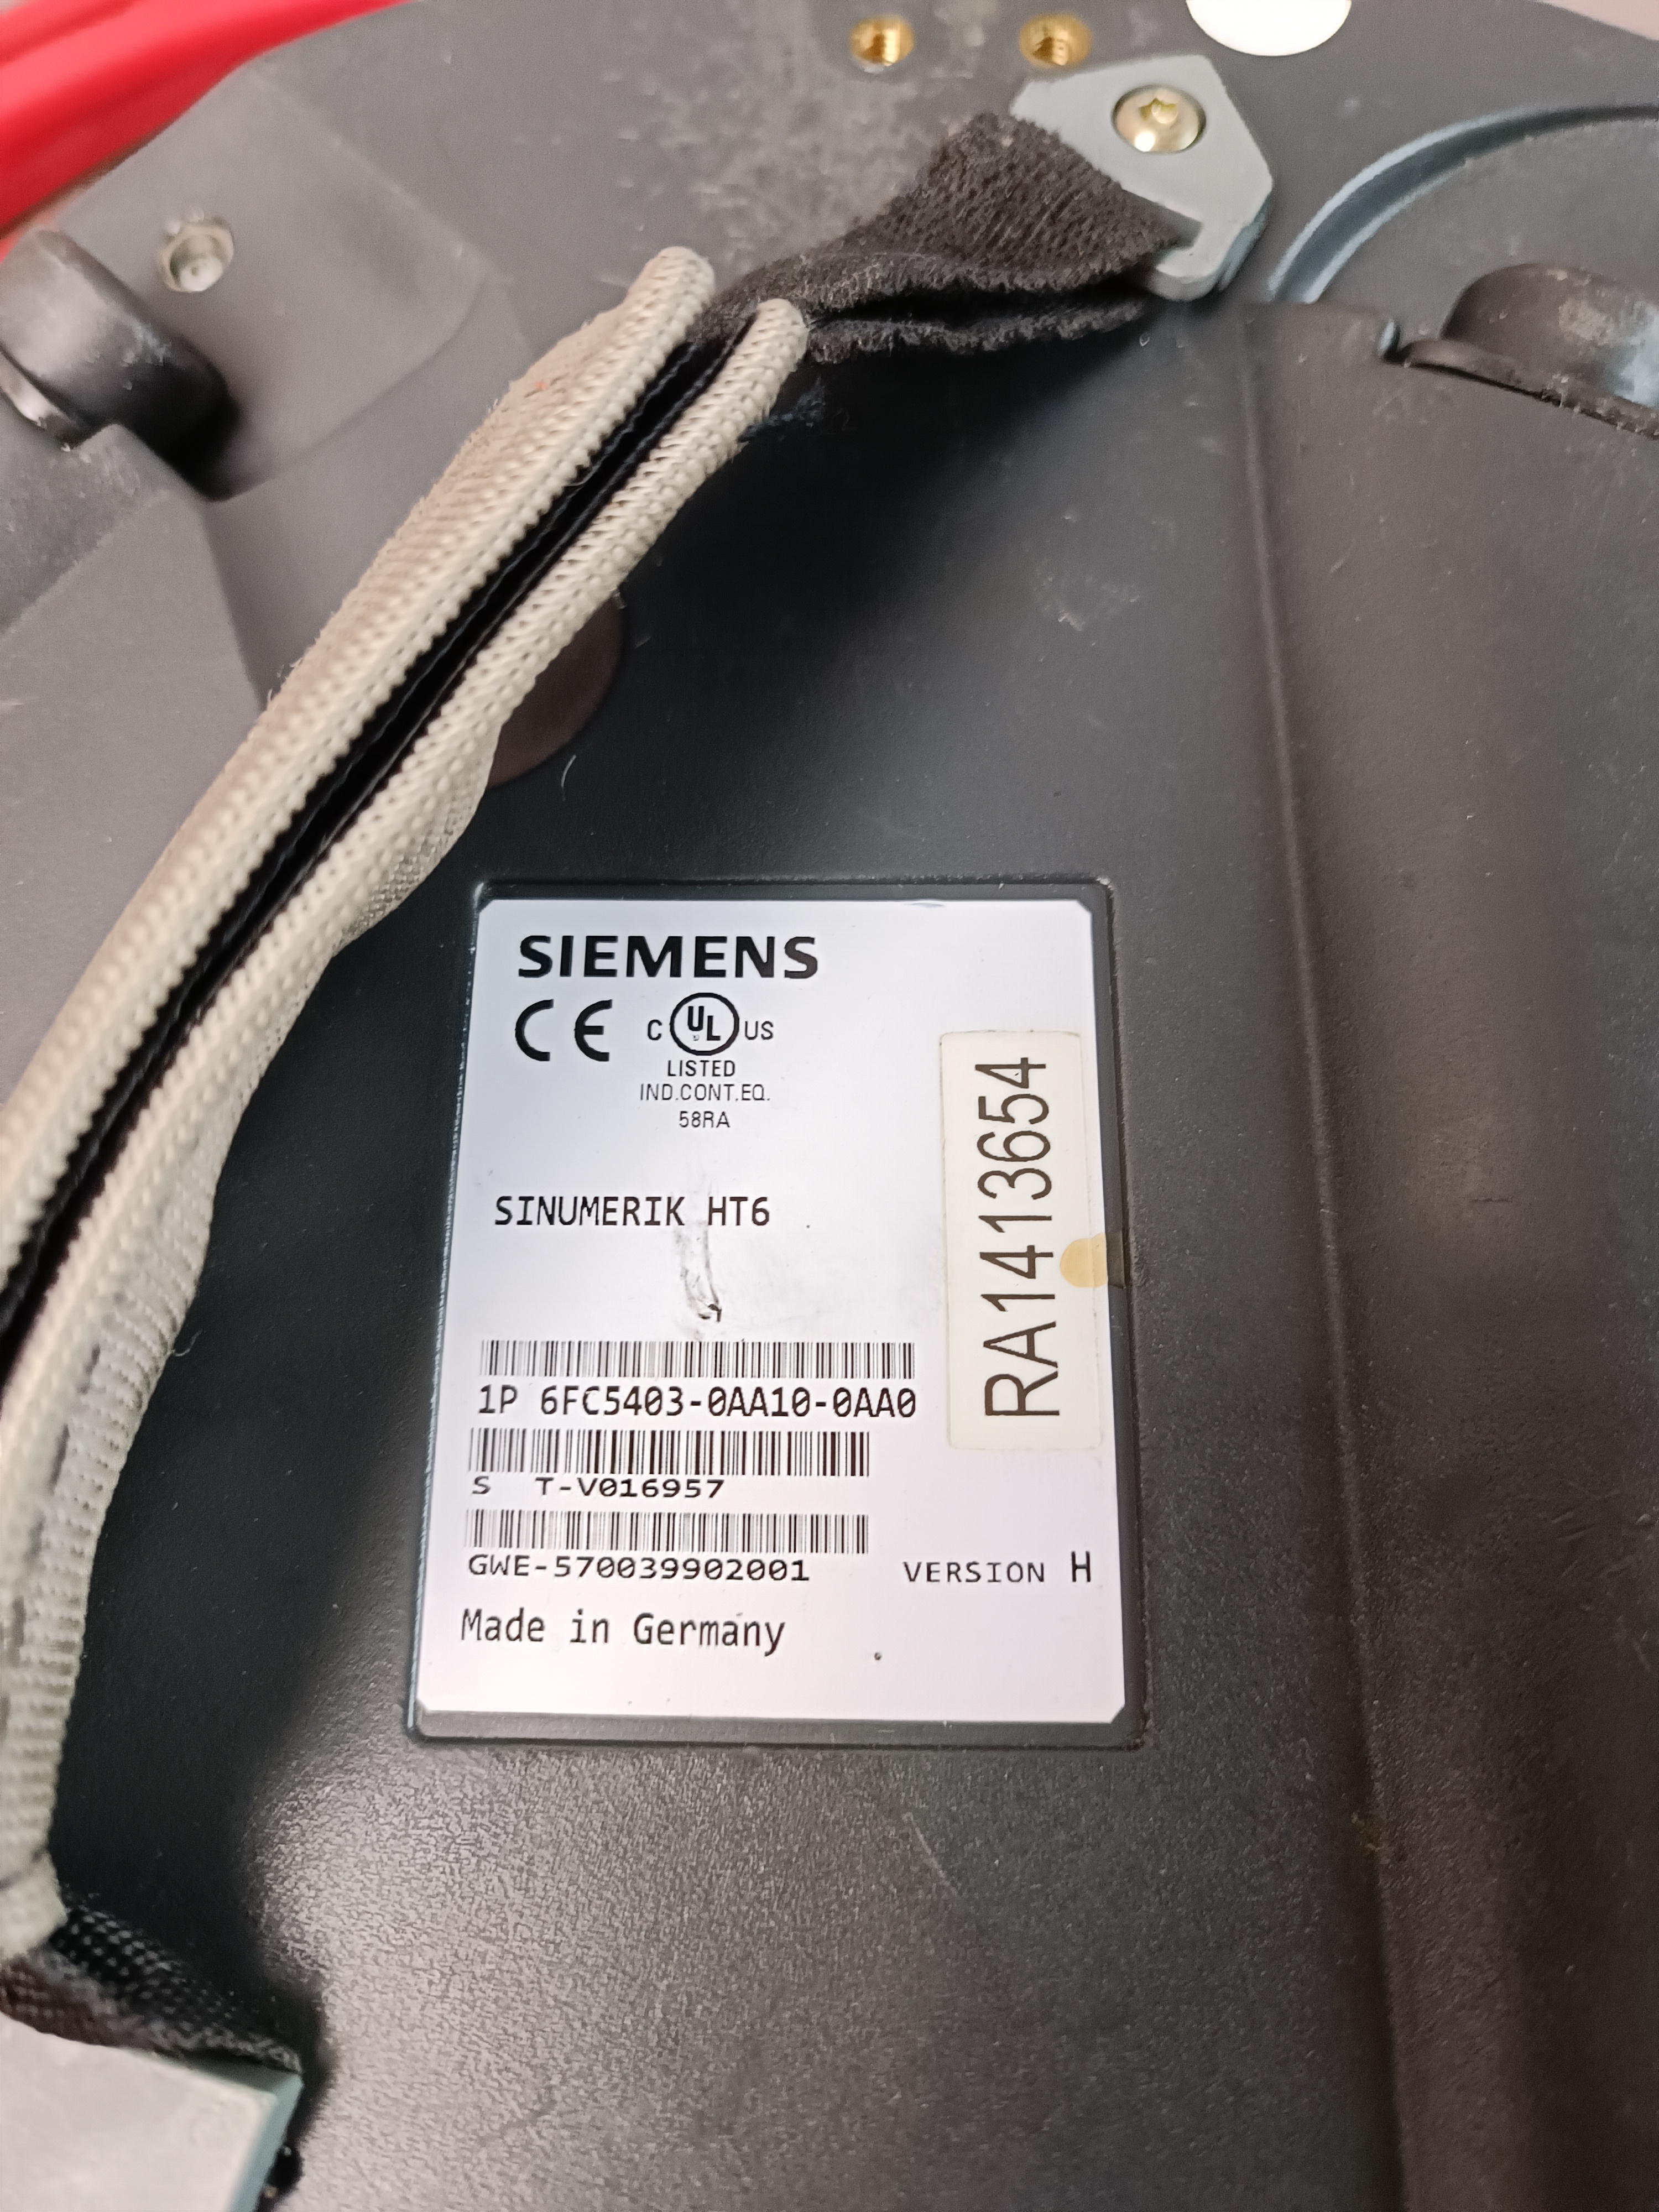 SIEMENS
CE C UL US
LISTED
IND.CONT.EQ.
58RA
SINUMERIK HT6
RA1413654
1P 6FC5403-0AA10-0AA0
S T-V016957
GWE-570039902001 VERSION H
Made in Germany